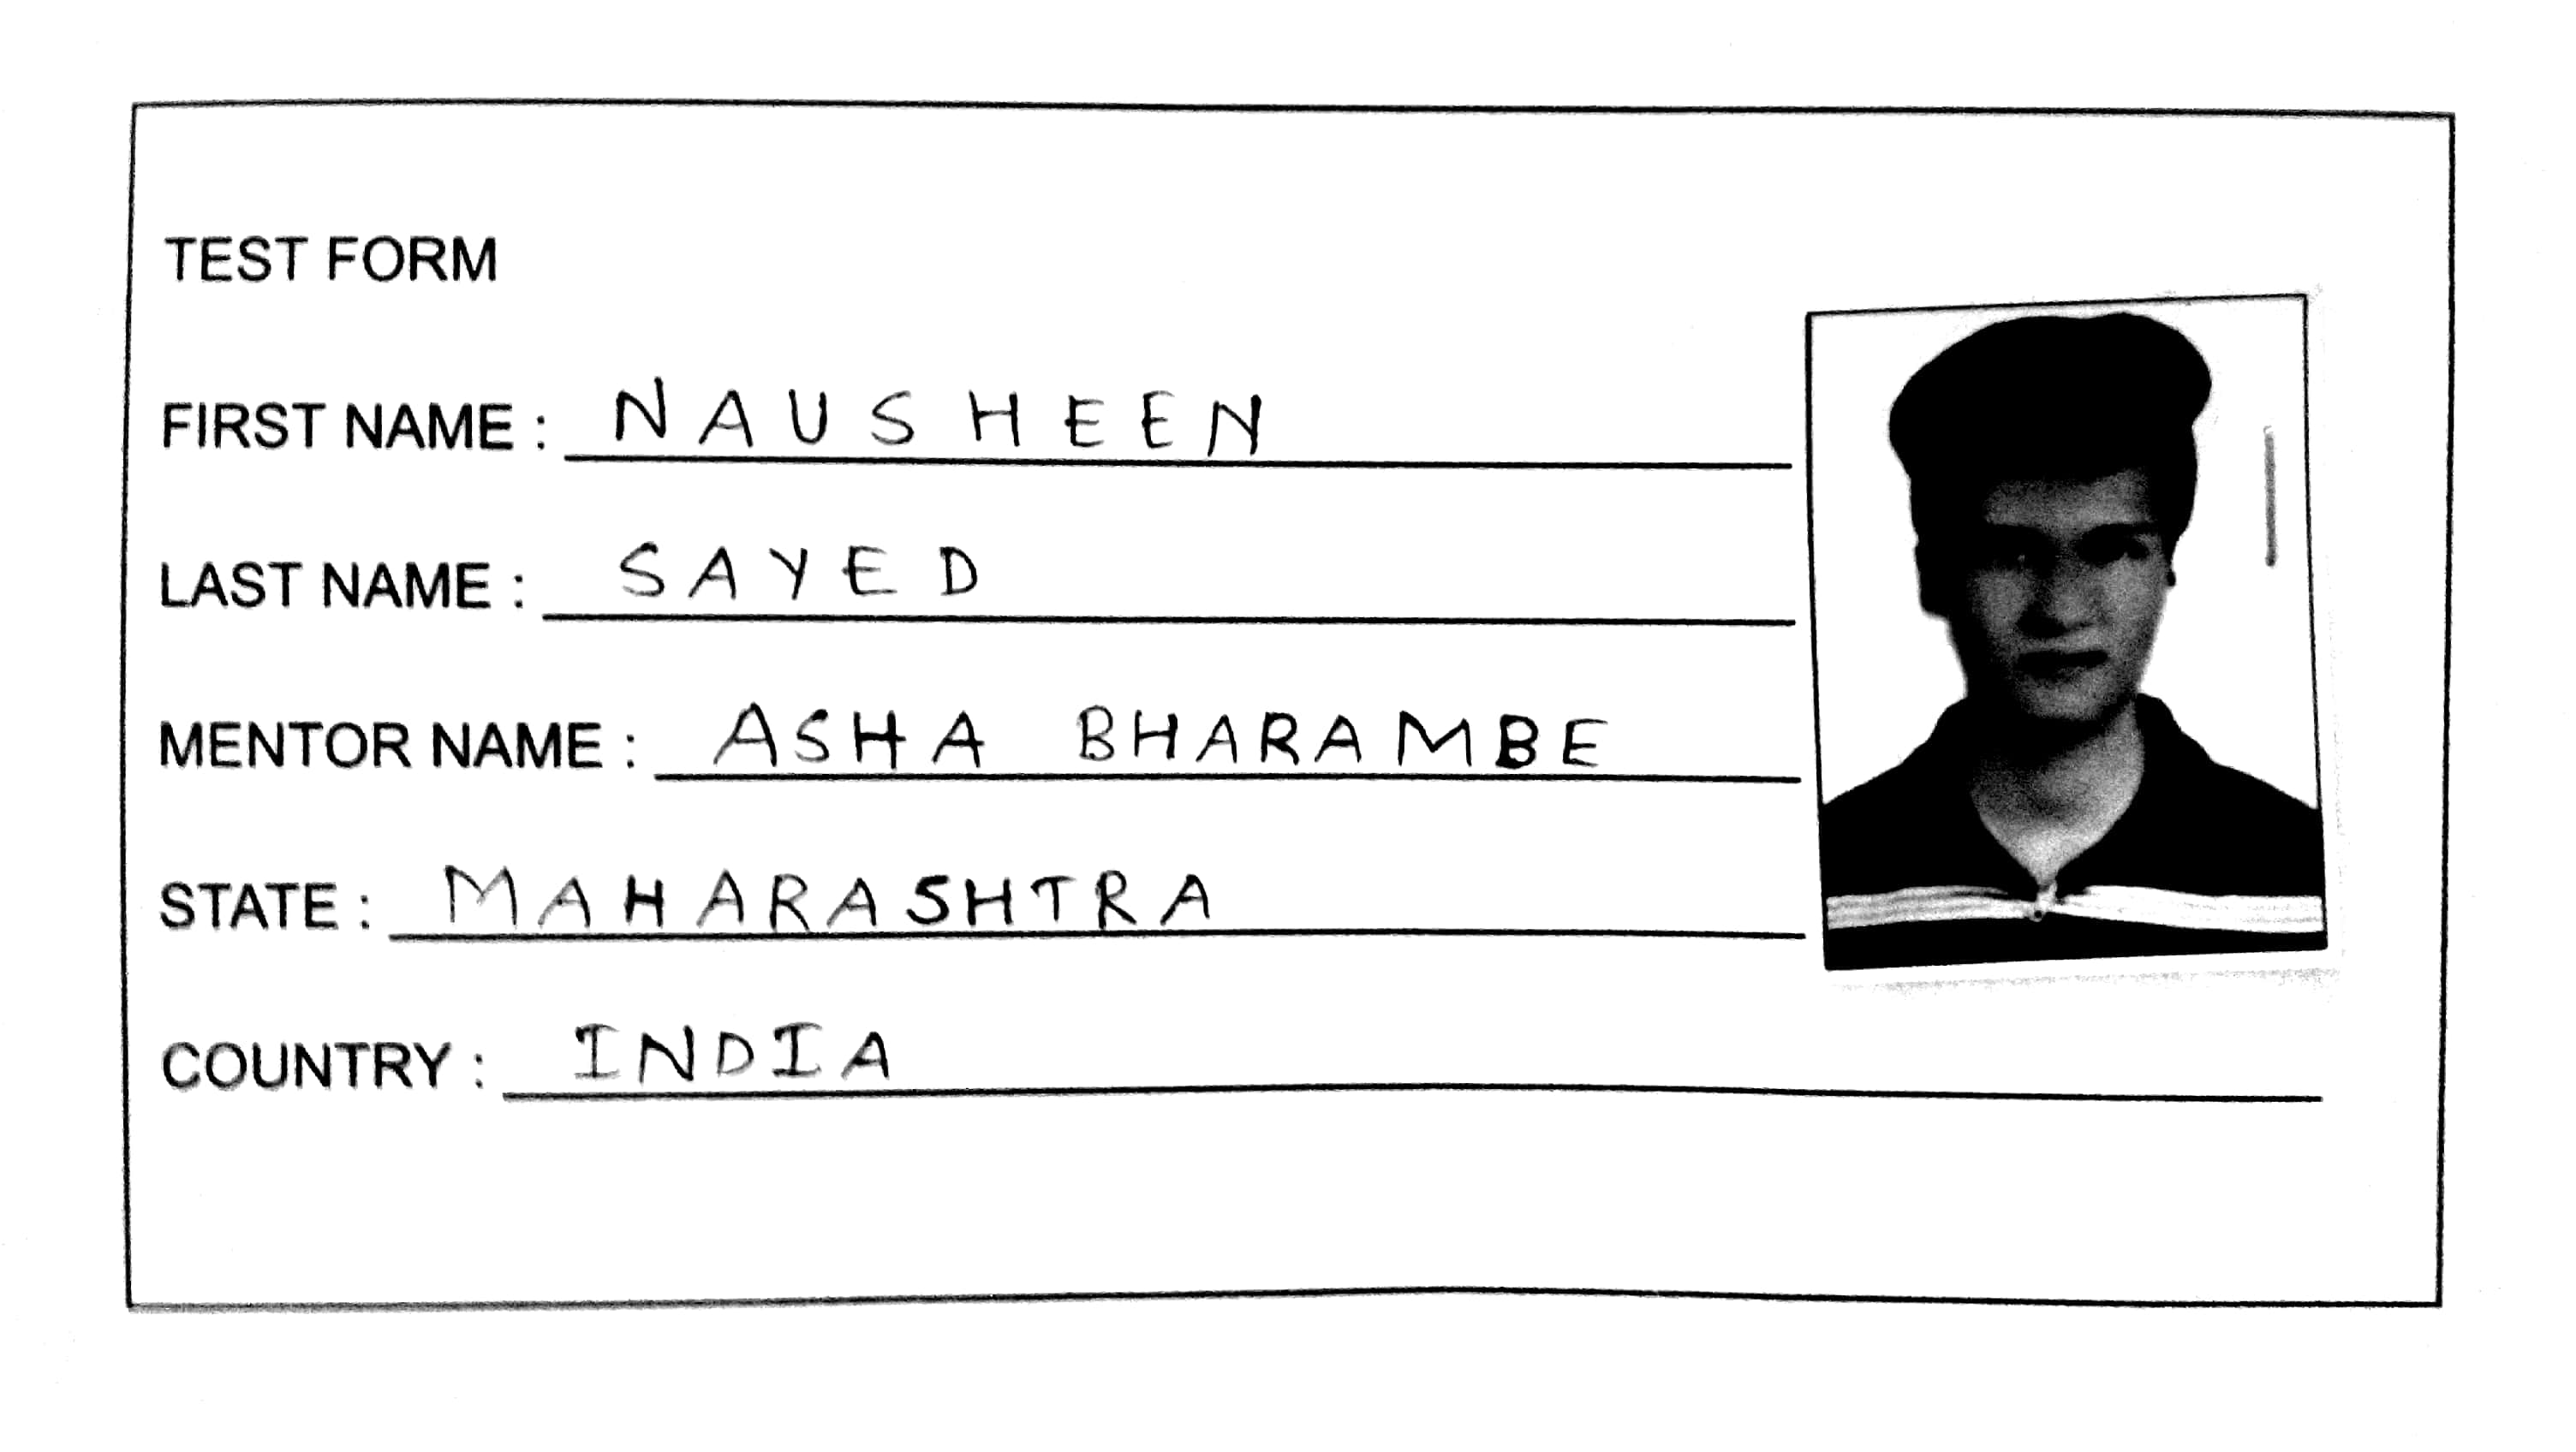 TEST FORM
FIRST NAME : NAUSHEEN
LAST NAME : SAYED
MENTOR NAME : ASHA BHARAMBE
STATE : MAHARASHTRA
COUNTRY : INDIA